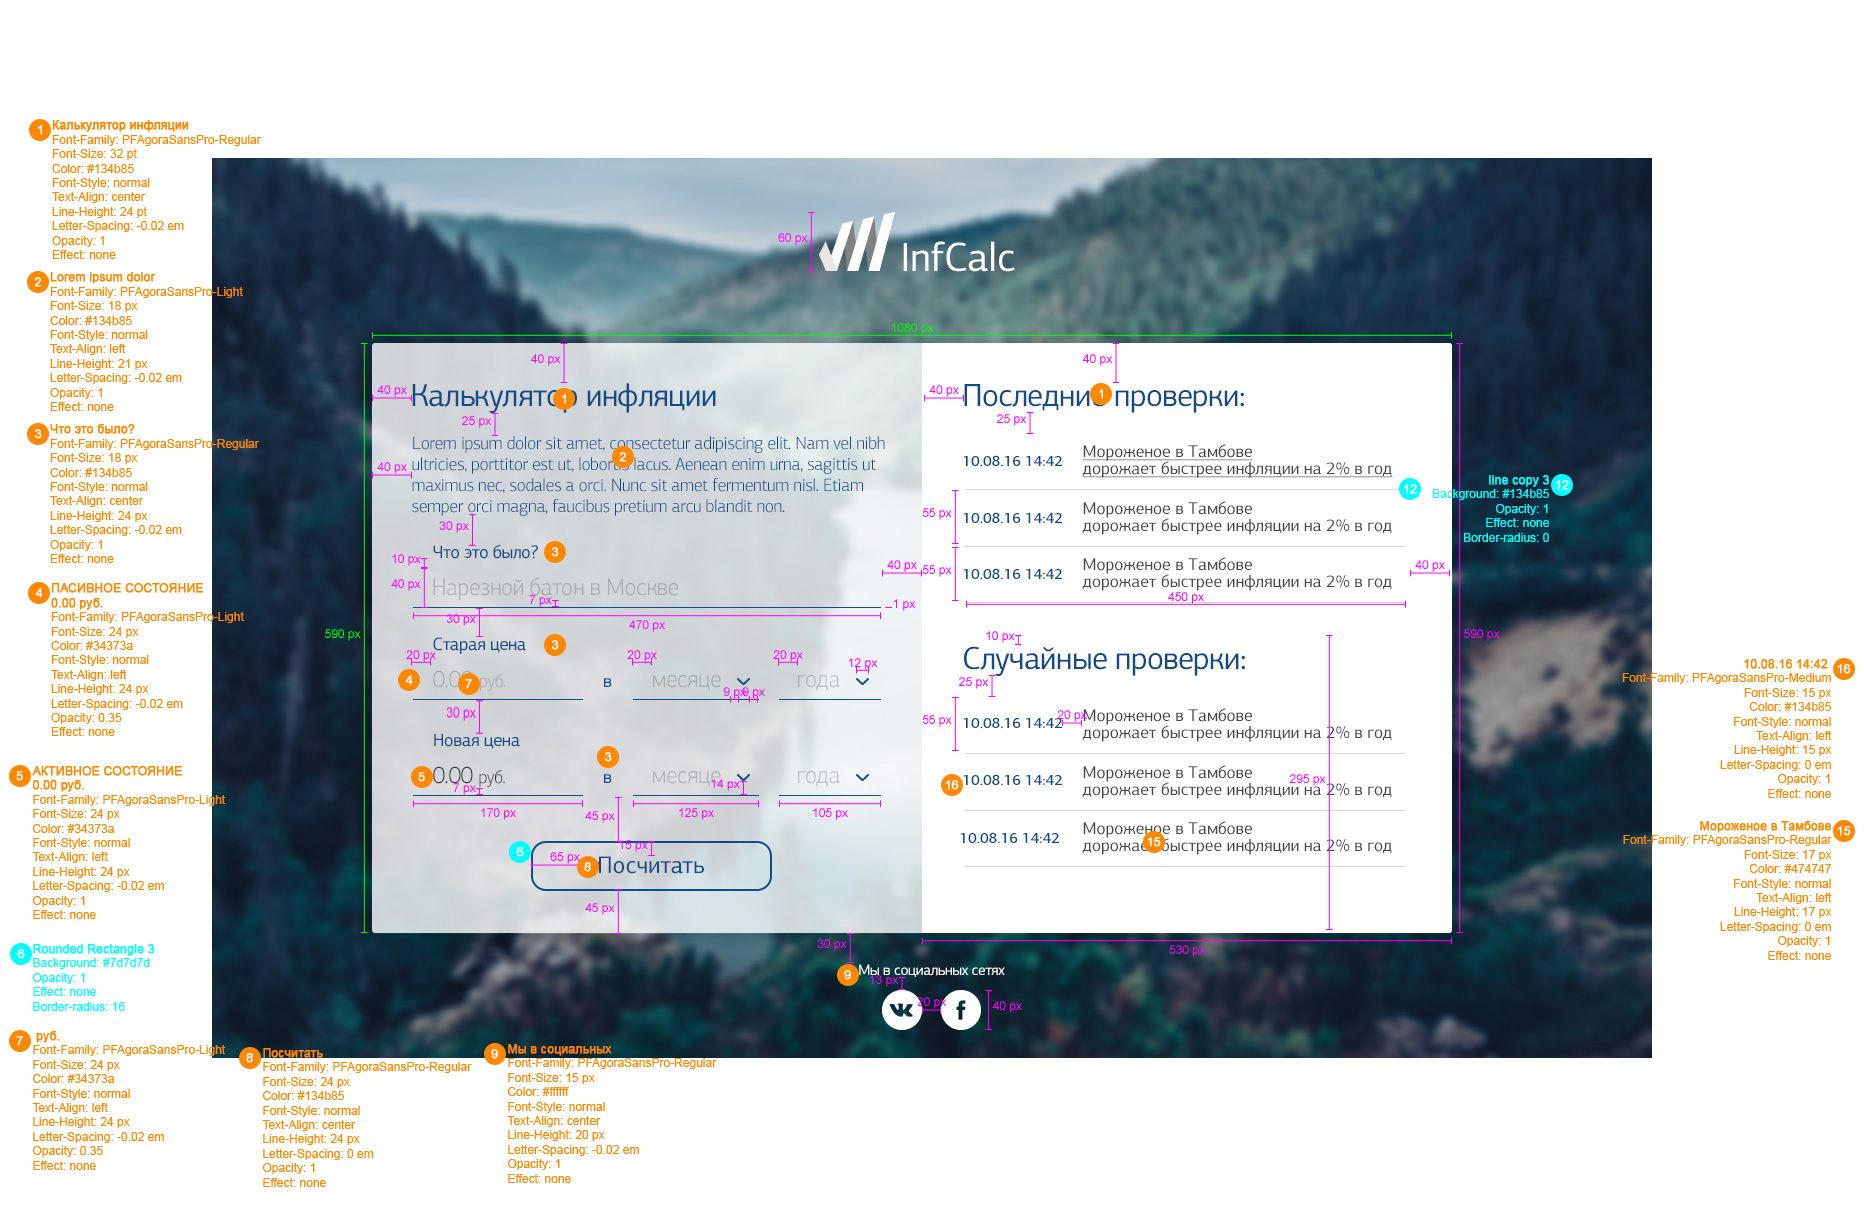 1
Калькулятор инфляции
Font-Family: PFAgoraSansPro-Regular
Font-Size: 32 pt
Color: #134b85
Font-Style: normal
Text-Align: center
Line-Height: 24 pt
Letter-Spacing: -0.02 em
Opacity: 1
Effect: none
2
Lorem ipsum dolor
Font-Family: PFAgoraSansPro-Light
Font-Size: 18 px
Color: #134b85
Font-Style: normal
Text-Align: left
Line-Height: 21 px
Letter-Spacing: -0.02 em
Opacity: 1
Effect: none
3
Что это было?
Font-Family: PFAgoraSansPro-Regular
Font-Size: 18 px
Color: #134b85
Font-Style: normal
Text-Align: center
Line-Height: 24 px
Letter-Spacing: -0.02 em
Opacity: 1
Effect: none
4
ПАСИВНОЕ СОСТОЯНИЕ
0.00 руб.
Font-Family: PFAgoraSansPro-Light
Font-Size: 24 px
Color: #34373a
Font-Style: normal
Text-Align: left
Line-Height: 24 px
Letter-Spacing: -0.02 em
Opacity: 0.35
Effect: none
5
АКТИВНОЕ СОСТОЯНИЕ
0.00 руб.
Font-Family: PFAgoraSansPro-Light
Font-Size: 24 px
Color: #34373a
Font-Style: normal
Text-Align: left
Line-Height: 24 px
Letter-Spacing: -0.02 em
Opacity: 1
Effect: none
6
Rounded Rectangle 3
Background: #7d7d7d
Opacity: 1
Effect: none
Border-radius: 16
7
руб.
Font-Family: PFAgoraSansPro-Light
Font-Size: 24 px
Color: #34373a
Font-Style: normal
Text-Align: left
Line-Height: 24 px
Letter-Spacing: -0.02 em
Opacity: 0.35
Effect: none
8
Посчитать
Font-Family: PFAgoraSansPro-Regular
Font-Size: 24 px
Color: #134b85
Font-Style: normal
Text-Align: center
Line-Height: 24 px
Letter-Spacing: 0 em
Opacity: 1
Effect: none
9
Мы в социальных
Font-Family: PFAgoraSansPro-Regular
Font-Size: 15 px
Color: #ffffff
Font-Style: normal
Text-Align: center
Line-Height: 20 px
Letter-Spacing: -0.02 em
Opacity: 1
Effect: none
60 px
InfCalc
1080 px
590 px
40 px
40 px
Калькулятор инфляции
1
25 px
Lorem ipsum dolor sit amet, consectetur adipiscing elit. Nam vel nibh
ultricies, porttitor est ut, lobortis lacus. Aenean enim urna, sagittis ut
maximus nec, sodales a orci. Nunc sit amet fermentum nisl. Etiam
semper orci magna, faucibus pretium arcu blandit non.
2
40 px
30 px
Что это было?
3
10 px
40 px
40 px
Нарезной батон в Москве
7 px
1 px
30 px
470 px
Старая цена
3
20 px
20 px
20 px
12 px
4
0.00 руб.
7
в
месяце
9 px
9 px
года
30 px
Новая цена
3
5
0.00 руб.
7 px
в
месяце
14 px
года
170 px
45 px
125 px
105 px
6
15 px
65 px
8
Посчитать
45 px
40 px
40 px
Последние проверки:
1
25 px
10.08.16 14:42
Мороженое в Тамбове
дорожает быстрее инфляции на 2% в год
12
55 px
10.08.16 14:42
Мороженое в Тамбове
дорожает быстрее инфляции на 2% в год
55 px
10.08.16 14:42
Мороженое в Тамбове
дорожает быстрее инфляции на 2% в год
40 px
450 px
590 px
10 px
Случайные проверки:
25 px
55 px
10.08.16 14:42
20 px
Мороженое в Тамбове
дорожает быстрее инфляции на 2% в год
16
10.08.16 14:42
Мороженое в Тамбове
дорожает быстрее инфляции на 2% в год
295 px
10.08.16 14:42
Мороженое в Тамбове
дорожает быстрее инфляции на 2% в год
15
530 px
30 px
9
Мы в социальных сетях
13 px
20 px
40 px
line copy 3
12
Background: #134b85
Opacity: 1
Effect: none
Border-radius: 0
10.08.16 14:42
16
Font-Family: PFAgoraSansPro-Medium
Font-Size: 15 px
Color: #134b85
Font-Style: normal
Text-Align: left
Line-Height: 15 px
Letter-Spacing: 0 em
Opacity: 1
Effect: none
Мороженое в Тамбове
15
Font-Family: PFAgoraSansPro-Regular
Font-Size: 17 px
Color: #474747
Font-Style: normal
Text-Align: left
Line-Height: 17 px
Letter-Spacing: 0 em
Opacity: 1
Effect: none